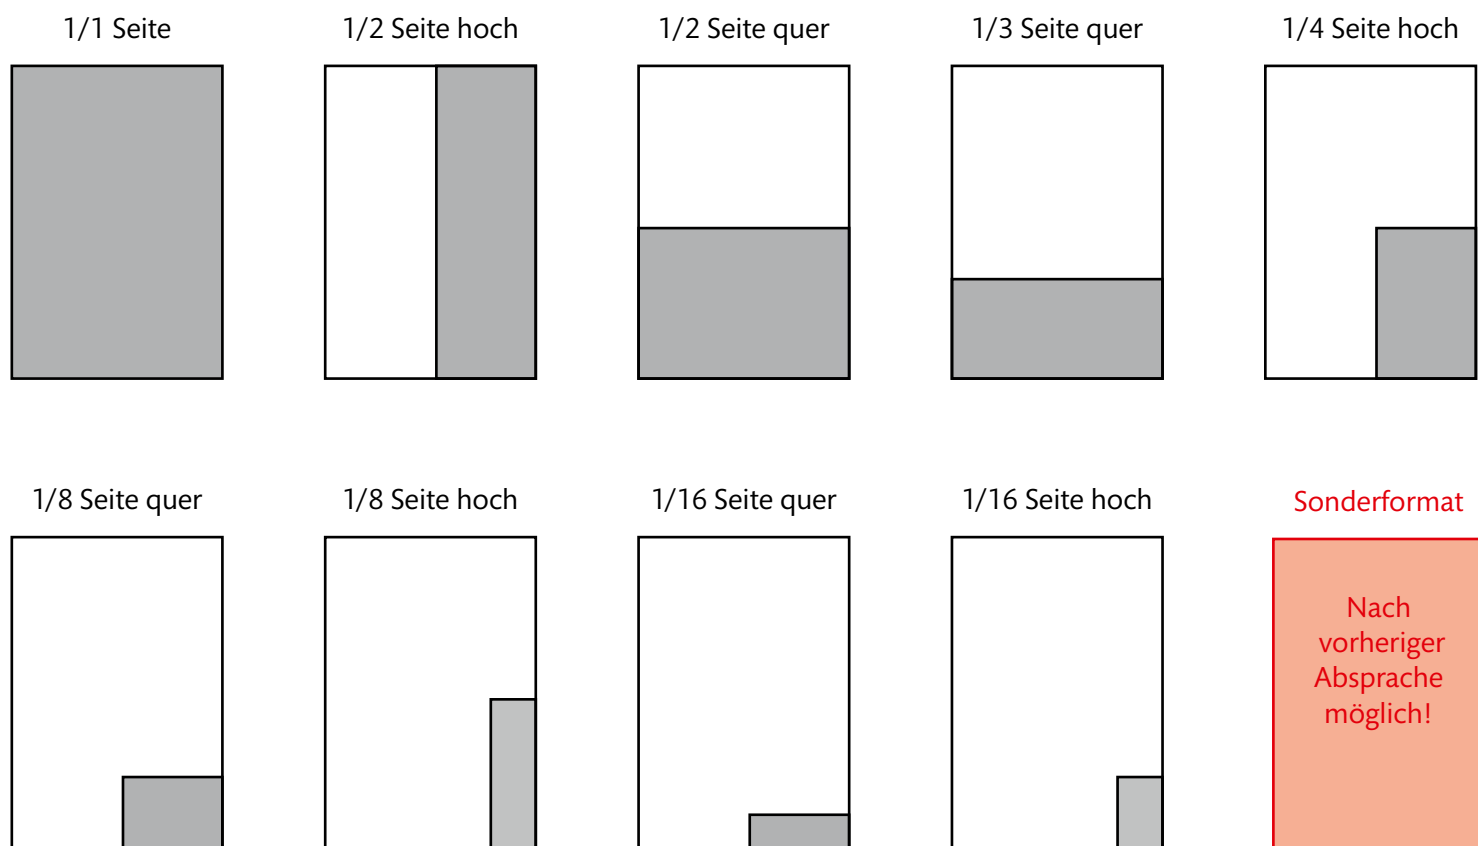 1/1 Seite
1/2 Seite hoch
1/2 Seite quer
1/3 Seite quer
1/4 Seite hoch
1/8 Seite quer
1/8 Seite hoch
1/16 Seite quer
1/16 Seite hoch
Sonderformat
Nach
vorheriger
Absprache
möglich!